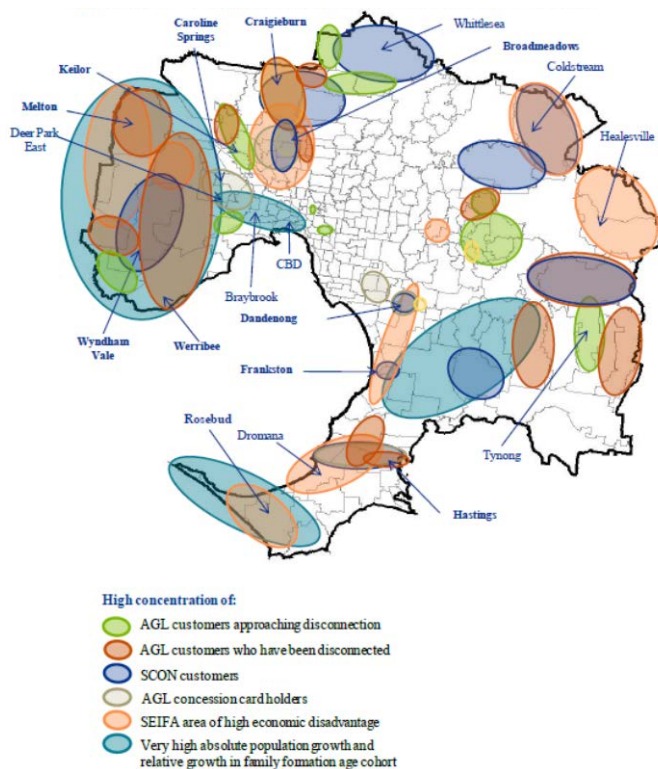 Caroline
Springs
Craigieburn
Whittlesea
Broadmeadows
Keilor
Coldstream
Melton
Deer Park
East
Healesville
CBD
Braybrook
Dandenong
Wyndham
Vale
Werribee
Frankston
Rosebud
Dromana
Tynong
Hastings
High concentration of:
AGL customers approaching disconnection
AGL customers who have been disconnected
SCON customers
AGL concession card holders
SEIFA area of high economic disadvantage
Very high absolute population growth and
relative growth in family formation age cohort